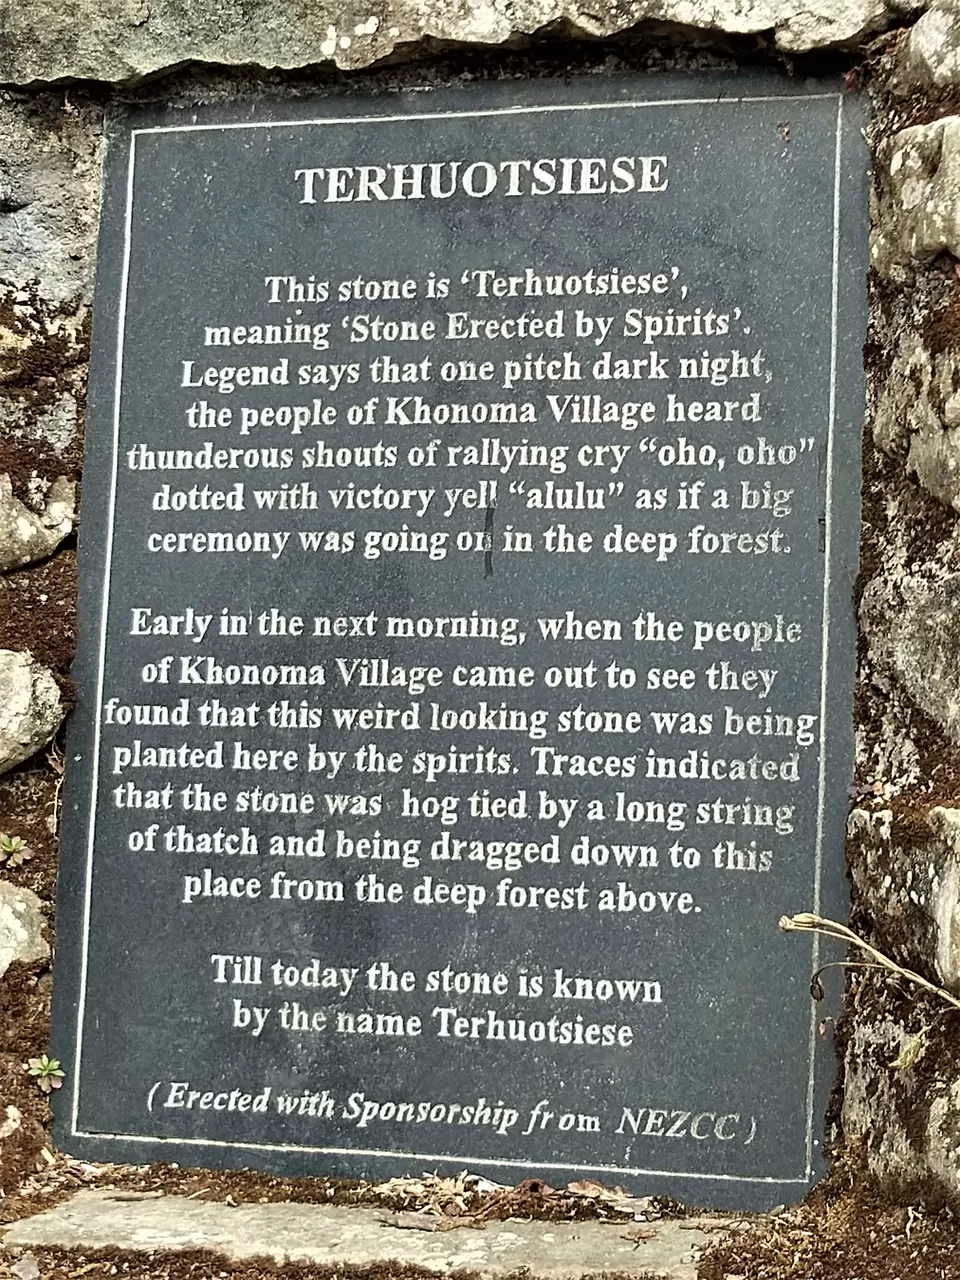 TERHUOTSIESE
This stone is ‘Terhuotsiese’,
meaning ‘Stone Erected by Spirits’.
Legend says that one pitch dark night,
the people of Khonoma Village heard
thunderous shouts of rallying cry “oho, oho”
dotted with victory yell “alulu” as if a big
ceremony was going on in the deep forest.
Early in the next morning, when the people
of Khonoma Village came out to see they
found that this weird looking stone was being
planted here by the spirits. Traces indicated
that the stone was hog tied by a long string
of thatch and being dragged down to this
place from the deep forest above.
Till today the stone is known
by the name Terhuotsiese
(Erected with Sponsorship from NEZCC)